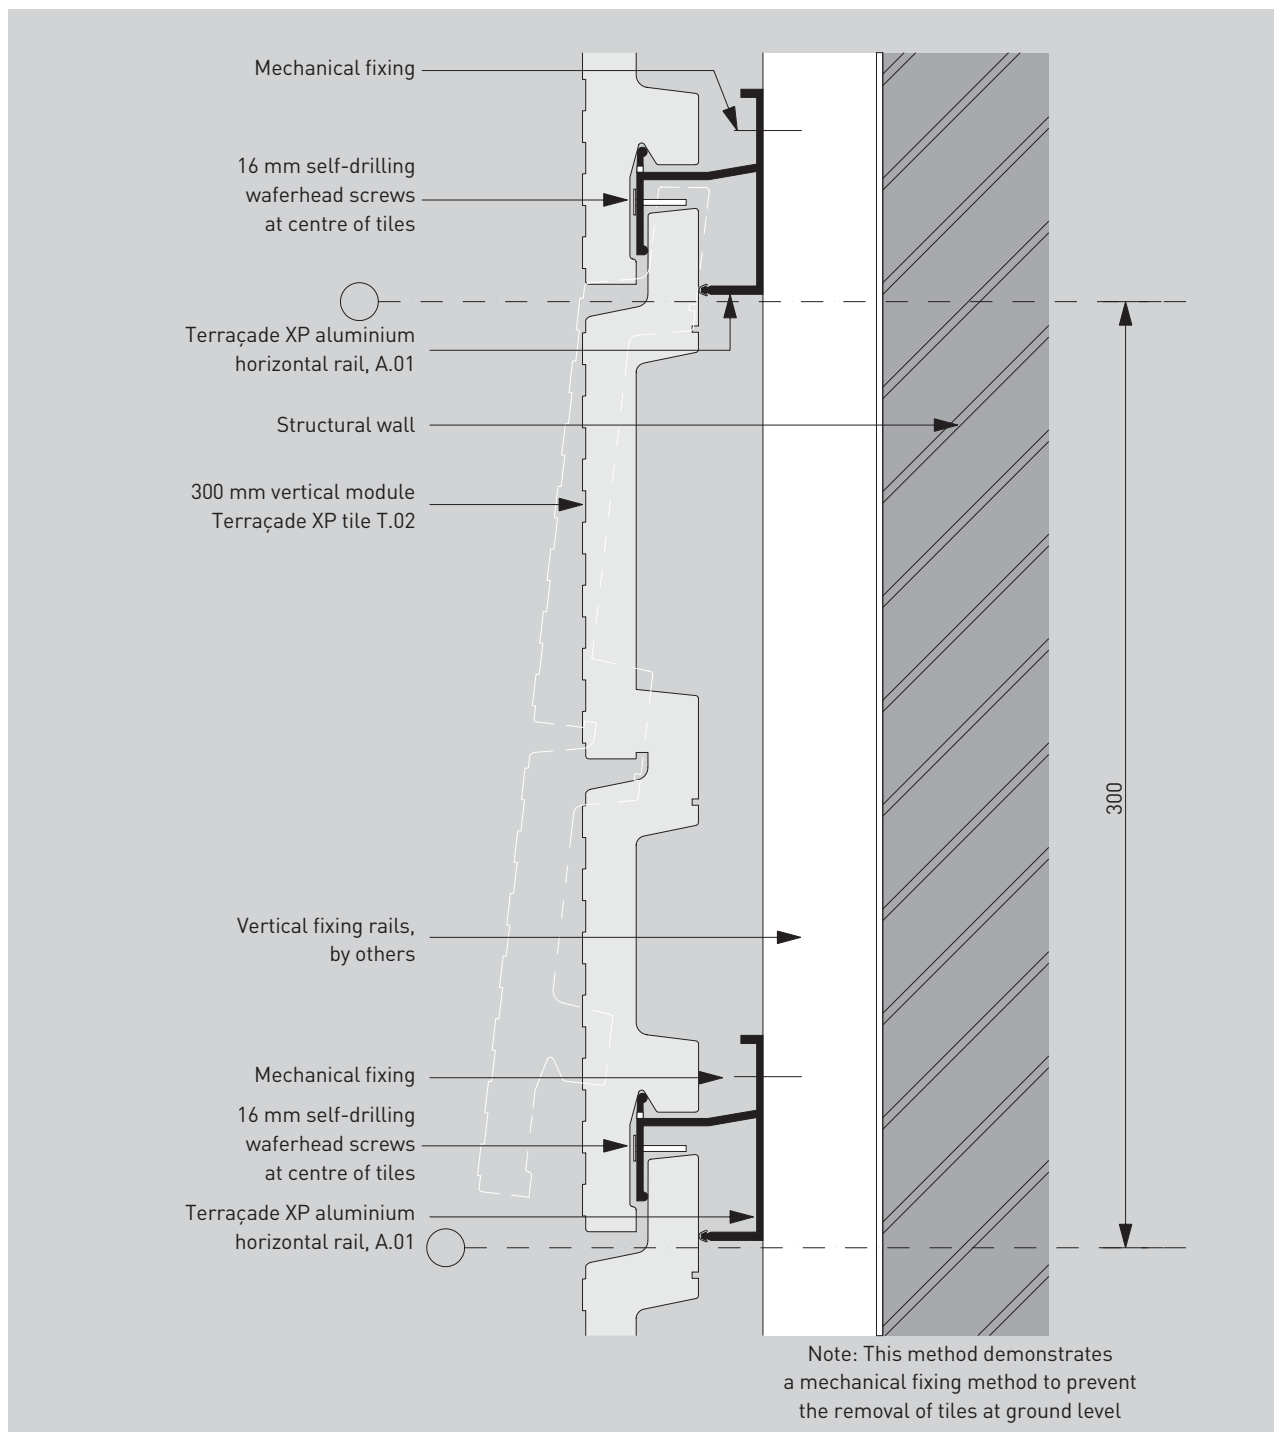 Mechanical fixing
16 mm self-drilling
waferhead screws
at centre of tiles
Terraçade XP aluminium
horizontal rail, A.01
Structural wall
300 mm vertical module
Terraçade XP tile T.02
300
Vertical fixing rails,
by others
Mechanical fixing
16 mm self-drilling
waferhead screws
at centre of tiles
Terraçade XP aluminium
horizontal rail, A.01
Note: This method demonstrates
a mechanical fixing method to prevent
the removal of tiles at ground level